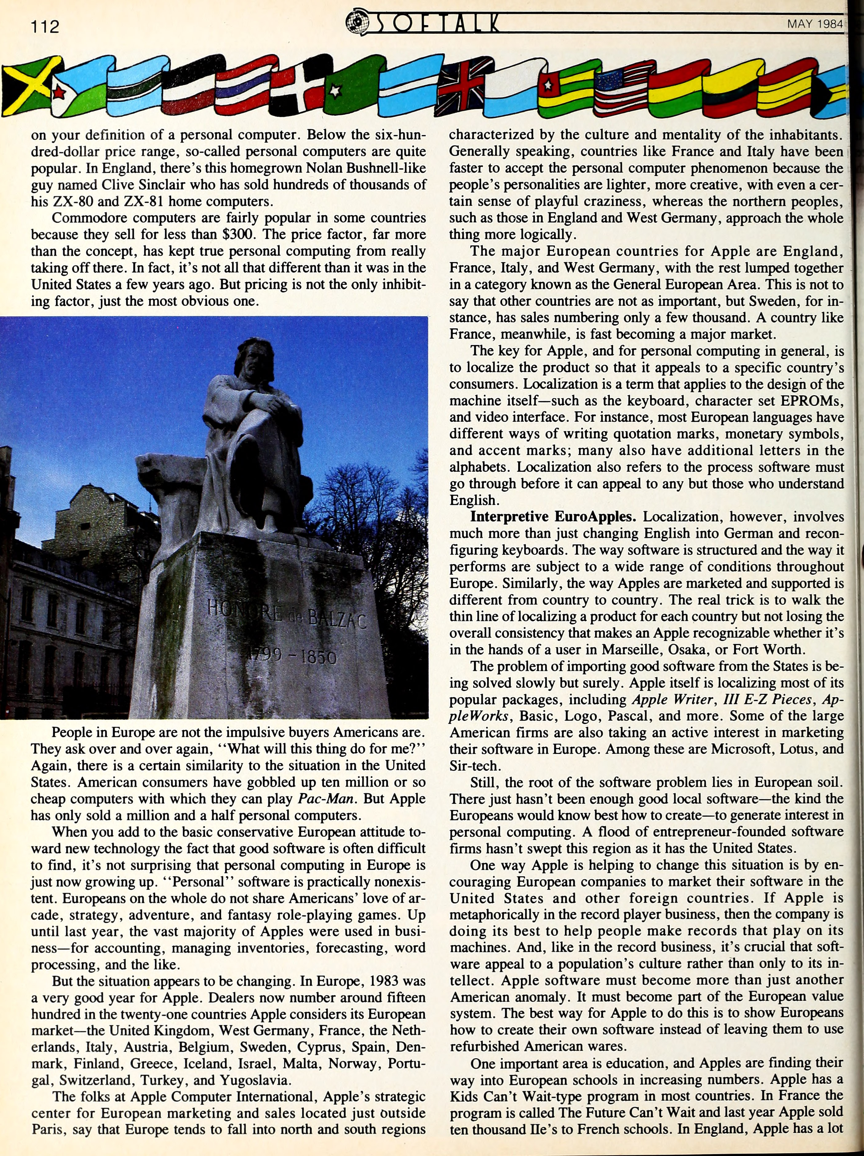 112
SOFTALK
MAY 1984
on your definition of a personal computer. Below the six-hun-
dred-dollar price range, so-called personal computers are quite
popular. In England, there's this homegrown Nolan Bushnell-like
guy named Clive Sinclair who has sold hundreds of thousands of
his ZX-80 and ZX-81 home computers.
Commodore computers are fairly popular in some countries
because they sell for less than $300. The price factor, far more
than the concept, has kept true personal computing from really
taking off there. In fact, it's not all that different than it was in the
United States a few years ago. But pricing is not the only inhibit-
ing factor, just the most obvious one.
HONORE de BALZAC
1799-1850
People in Europe are not the impulsive buyers Americans are.
They ask over and over again, "What will this thing do for me?"
Again, there is a certain similarity to the situation in the United
States. American consumers have gobbled up ten million or so
cheap computers with which they can play Pac-Man. But Apple
has only sold a million and a half personal computers.
When you add to the basic conservative European attitude to-
ward new technology the fact that good software is often difficult
to find, it's not surprising that personal computing in Europe is
just now growing up. "Personal" software is practically nonexis-
tent. Europeans on the whole do not share Americans' love of ar-
cade, strategy, adventure, and fantasy role-playing games. Up
until last year, the vast majority of Apples were used in busi-
ness—for accounting, managing inventories, forecasting, word
processing, and the like.
But the situation appears to be changing. In Europe, 1983 was
a very good year for Apple. Dealers now number around fifteen
hundred in the twenty-one countries Apple considers its European
market—the United Kingdom, West Germany, France, the Neth-
erlands, Italy, Austria, Belgium, Sweden, Cyprus, Spain, Den-
mark, Finland, Greece, Iceland, Israel, Malta, Norway, Portu-
gal, Switzerland, Turkey, and Yugoslavia.
The folks at Apple Computer International, Apple's strategic
center for European marketing and sales located just outside
Paris, say that Europe tends to fall into north and south regions
characterized by the culture and mentality of the inhabitants.
Generally speaking, countries like France and Italy have been
faster to accept the personal computer phenomenon because the
people's personalities are lighter, more creative, with even a cer-
tain sense of playful craziness, whereas the northern peoples,
such as those in England and West Germany, approach the whole
thing more logically.
The major European countries for Apple are England,
France, Italy, and West Germany, with the rest lumped together
in a category known as the General European Area. This is not to
say that other countries are not as important, but Sweden, for in-
stance, has sales numbering only a few thousand. A country like
France, meanwhile, is fast becoming a major market.
The key for Apple, and for personal computing in general, is
to localize the product so that it appeals to a specific country's
consumers. Localization is a term that applies to the design of the
machine itself—such as the keyboard, character set EPROMs,
and video interface. For instance, most European languages have
different ways of writing quotation marks, monetary symbols,
and accent marks; many also have additional letters in the
alphabets. Localization also refers to the process software must
go through before it can appeal to any but those who understand
English.
Interpretive EuroApples. Localization, however, involves
much more than just changing English into German and recon-
figuring keyboards. The way software is structured and the way it
performs are subject to a wide range of conditions throughout
Europe. Similarly, the way Apples are marketed and supported is
different from country to country. The real trick is to walk the
thin line of localizing a product for each country but not losing the
overall consistency that makes an Apple recognizable whether it's
in the hands of a user in Marseille, Osaka, or Fort Worth.
The problem of importing good software from the States is be-
ing solved slowly but surely. Apple itself is localizing most of its
popular packages, including Apple Writer, III E-Z Pieces, Ap-
pleWorks, Basic, Logo, Pascal, and more. Some of the large
American firms are also taking an active interest in marketing
their software in Europe. Among these are Microsoft, Lotus, and
Sir-tech.
Still, the root of the software problem lies in European soil.
There just hasn't been enough good local software—the kind the
Europeans would know best how to create—to generate interest in
personal computing. A flood of entrepreneur-founded software
firms hasn't swept this region as it has the United States.
One way Apple is helping to change this situation is by en-
couraging European companies to market their software in the
United States and other foreign countries. If Apple is
metaphorically in the record player business, then the company is
doing its best to help people make records that play on its
machines. And, like in the record business, it's crucial that soft-
ware appeal to a population's culture rather than only to its in-
tellect. Apple software must become more than just another
American anomaly. It must become part of the European value
system. The best way for Apple to do this is to show Europeans
how to create their own software instead of leaving them to use
refurbished American wares.
One important area is education, and Apples are finding their
way into European schools in increasing numbers. Apple has a
Kids Can't Wait-type program in most countries. In France the
program is called The Future Can't Wait and last year Apple sold
ten thousand IIe's to French schools. In England, Apple has a lot